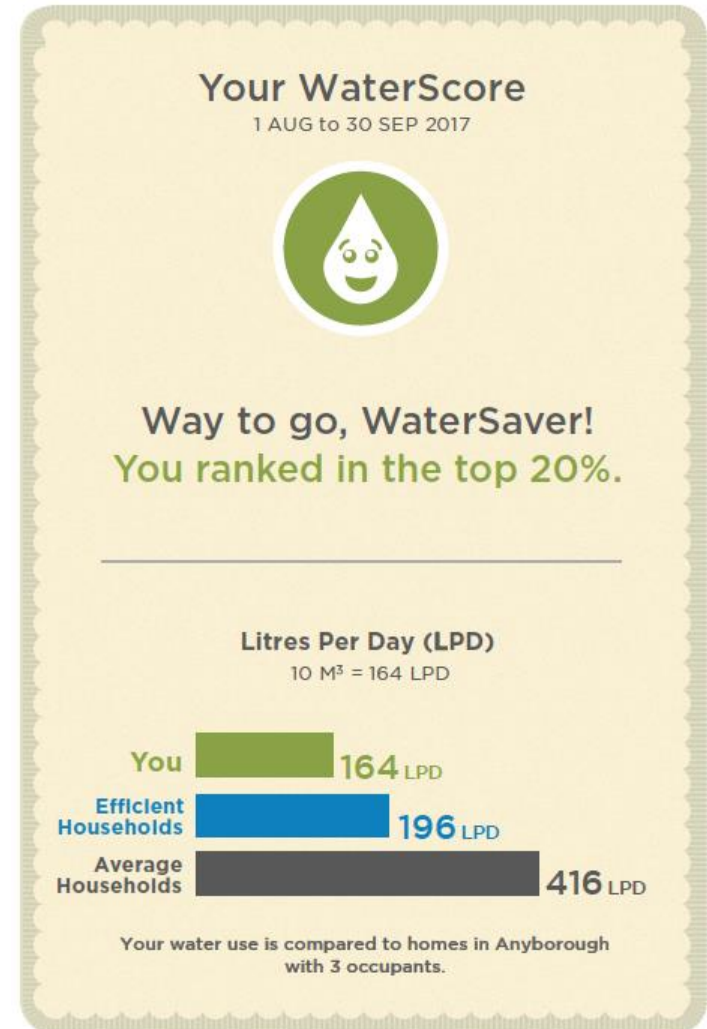 Your WaterScore
1 AUG to 30 SEP 2017
Way to go, WaterSaver!
You ranked in the top 20%.
Litres Per Day (LPD)
10 M³ = 164 LPD
You 164 LPD
Efficient
Households 196 LPD
Average
Households 416 LPD
Your water use is compared to homes in Anyborough
with 3 occupants.